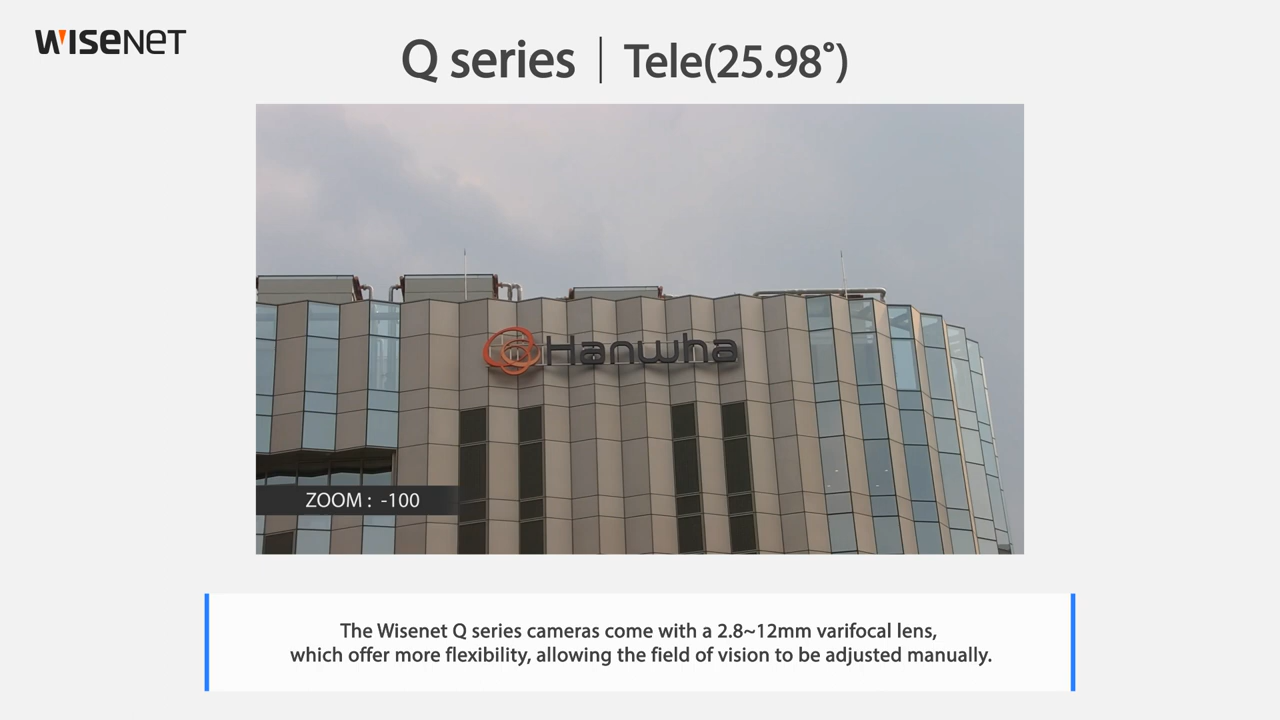 WISENET
Q series | Tele(25.98°)
Hanwha
ZOOM : -100
The Wisenet Q series cameras come with a 2.8~12mm varifocal lens,
which offer more flexibility, allowing the field of vision to be adjusted manually.